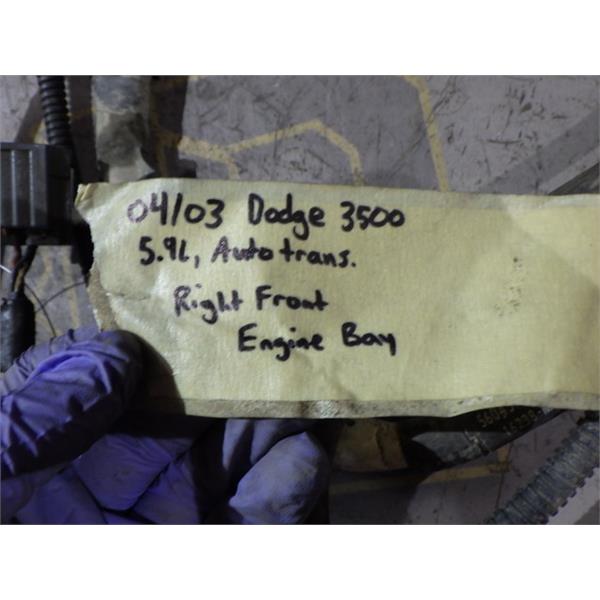 04/03 Dodge 3500
5.9L, Auto trans.
Right Front
Engine Bay